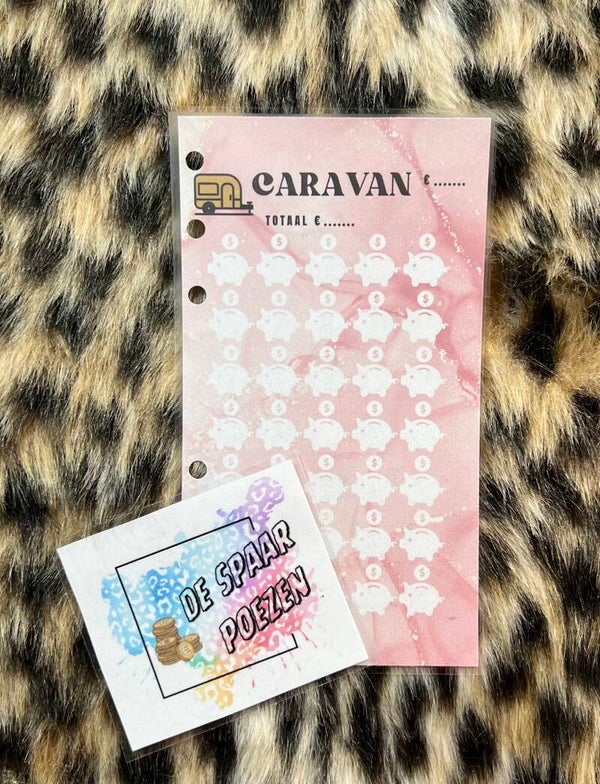 CARAVAN €.......
TOTAAL €.......
DE SPAAR
POEZEN